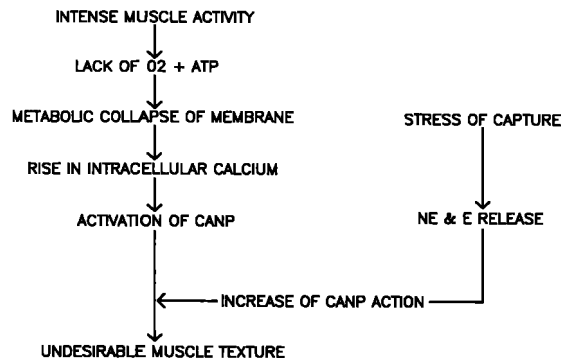 INTENSE MUSCLE ACTIVITY
LACK OF O2 + ATP
METABOLIC COLLAPSE OF MEMBRANE
STRESS OF CAPTURE
RISE IN INTRACELLULAR CALCIUM
ACTIVATION OF CANP
NE & E RELEASE
INCREASE OF CANP ACTION
UNDESIRABLE MUSCLE TEXTURE